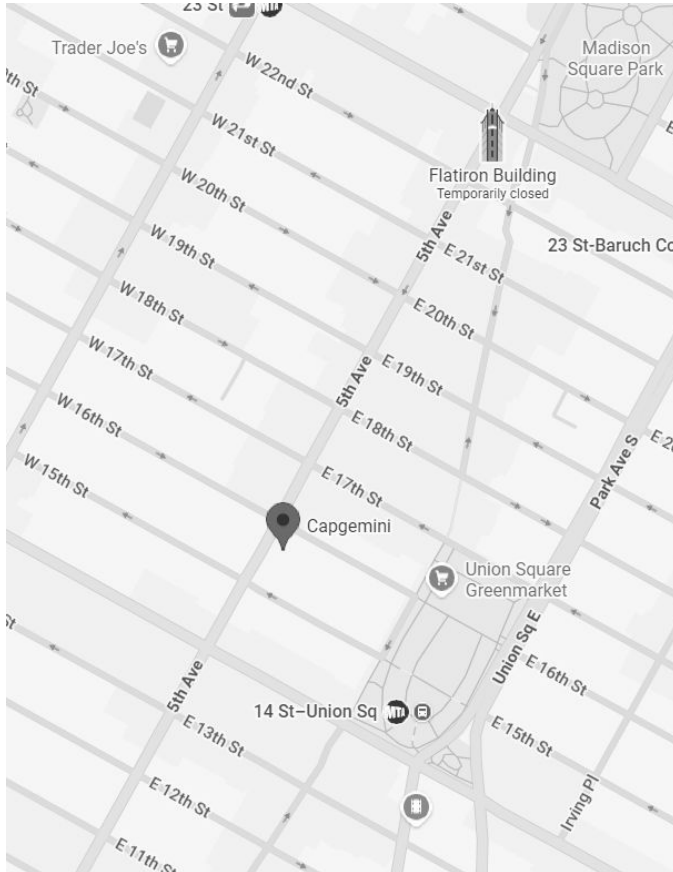 23 St
Trader Joe's
Madison
Square Park
W 22nd St
W 21st St
Flatiron Building
Temporarily closed
W 20th St
5th Ave
23 St-Baruch Co
W 19th St
E 21st St
W 18th St
E 20th St
W 17th St
5th Ave
E 19th St
W 16th St
E 18th St
Park Ave S
W 15th St
E 17th St
Capgemini
Union Square
Greenmarket
Union Sq E
E 16th St
5th Ave
14 St–Union Sq
E 13th St
E 15th St
E 12th St
Irving Pl
E 11th St